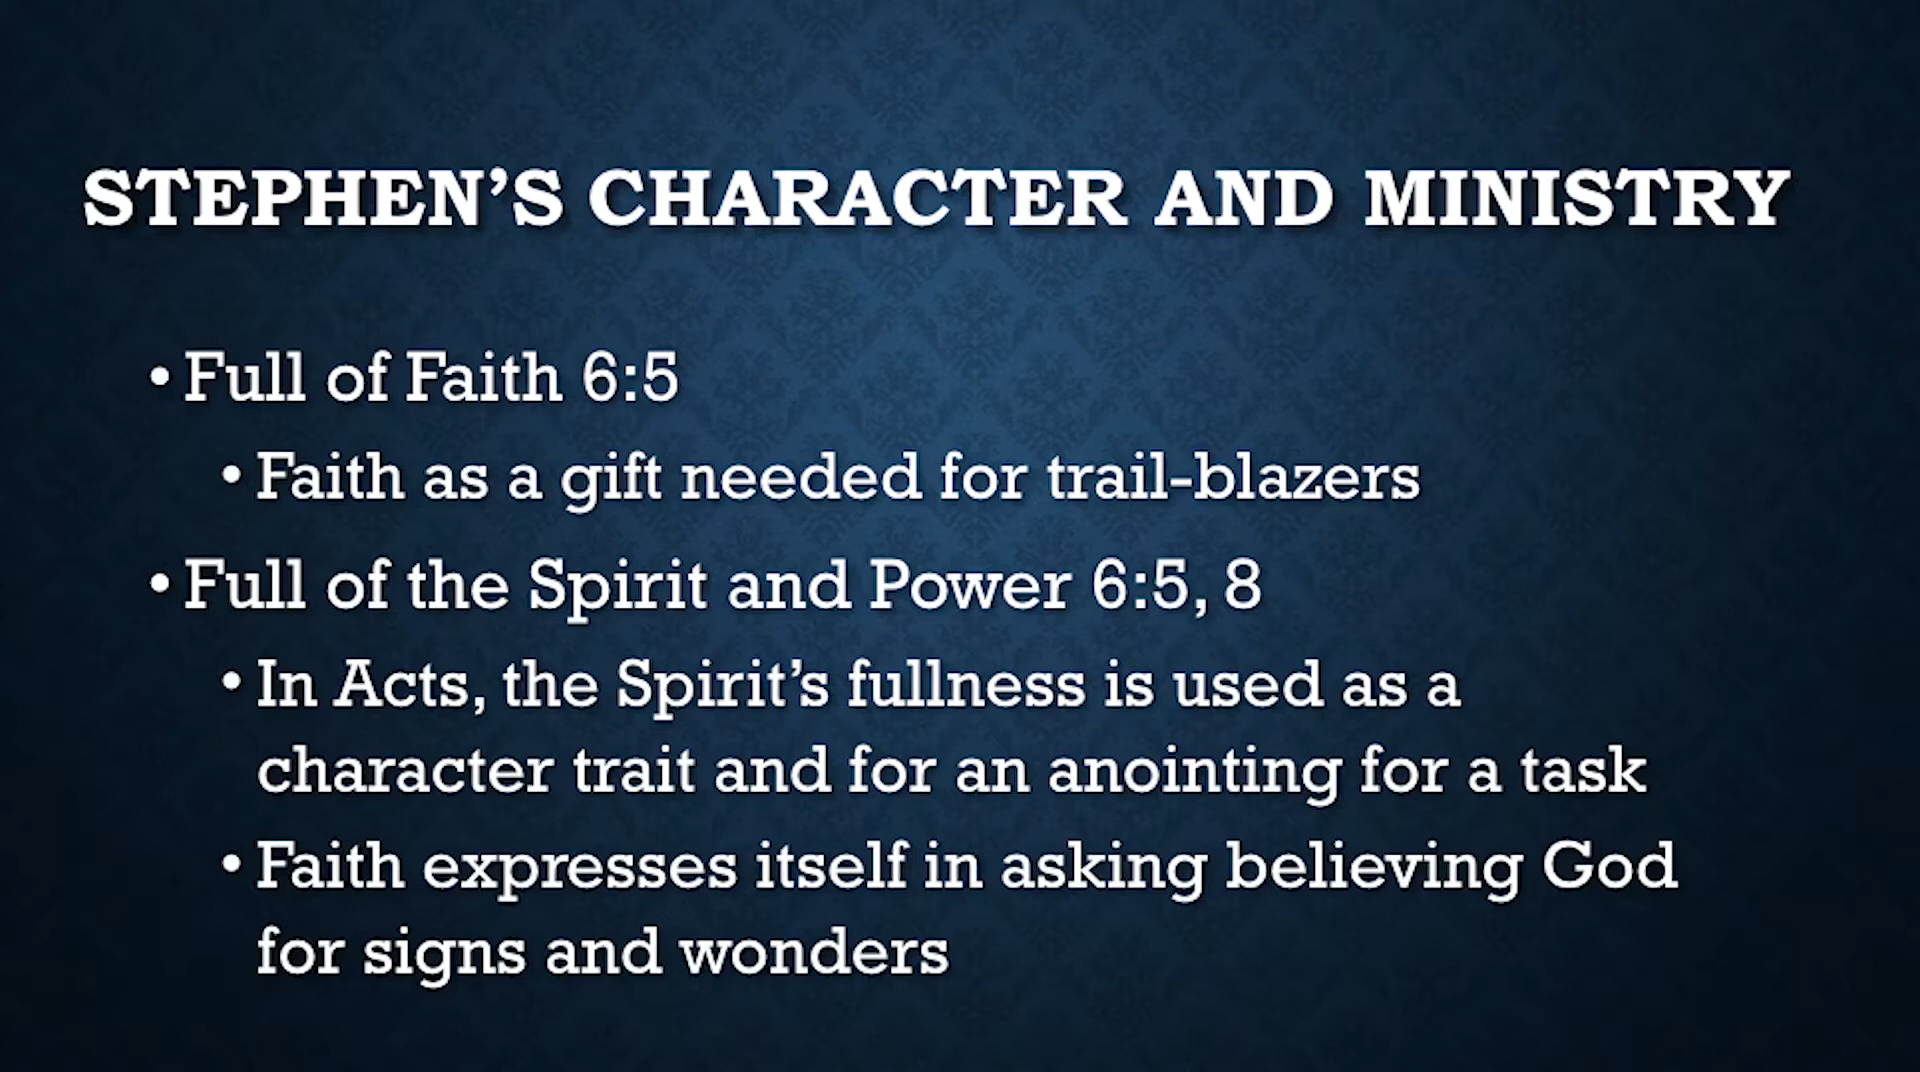 STEPHEN’S CHARACTER AND MINISTRY
• Full of Faith 6:5
• Faith as a gift needed for trail-blazers
• Full of the Spirit and Power 6:5, 8
• In Acts, the Spirit’s fullness is used as a
character trait and for an anointing for a task
• Faith expresses itself in asking believing God
for signs and wonders